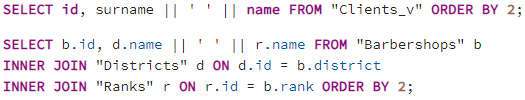 SELECT id, surname || ' ' || name FROM "Clients_v" ORDER BY 2;
SELECT b.id, d.name || ' ' || r.name FROM "Barbershops" b
INNER JOIN "Districts" d ON d.id = b.district
INNER JOIN "Ranks" r ON r.id = b.rank ORDER BY 2;